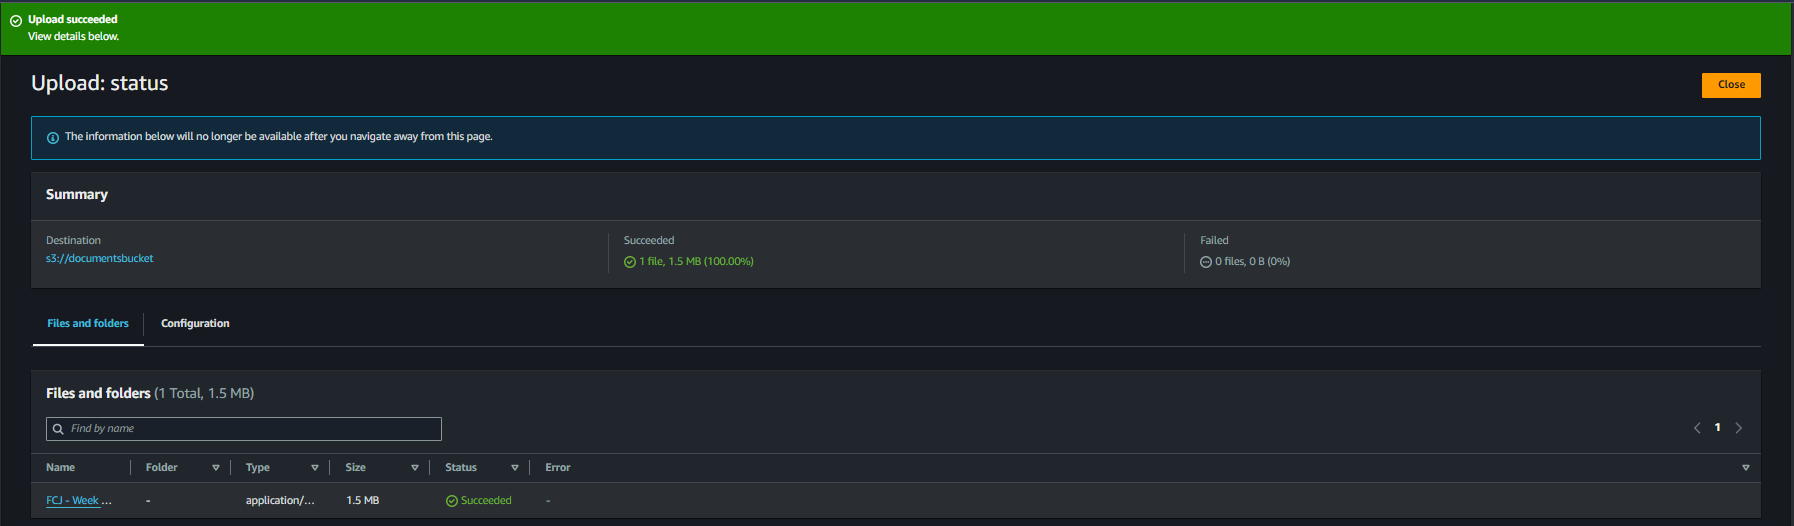 Upload succeeded
View details below.
Upload: status
Close
The information below will no longer be available after you navigate away from this page.
Summary
Destination
s3://documentsbucket
Succeeded
1 file, 1.5 MB (100.00%)
Failed
0 files, 0 B (0%)
Files and folders
Configuration
Files and folders (1 Total, 1.5 MB)
Find by name
1
Name Folder Type Size Status Error
FCJ - Week ... - application/... 1.5 MB Succeeded -